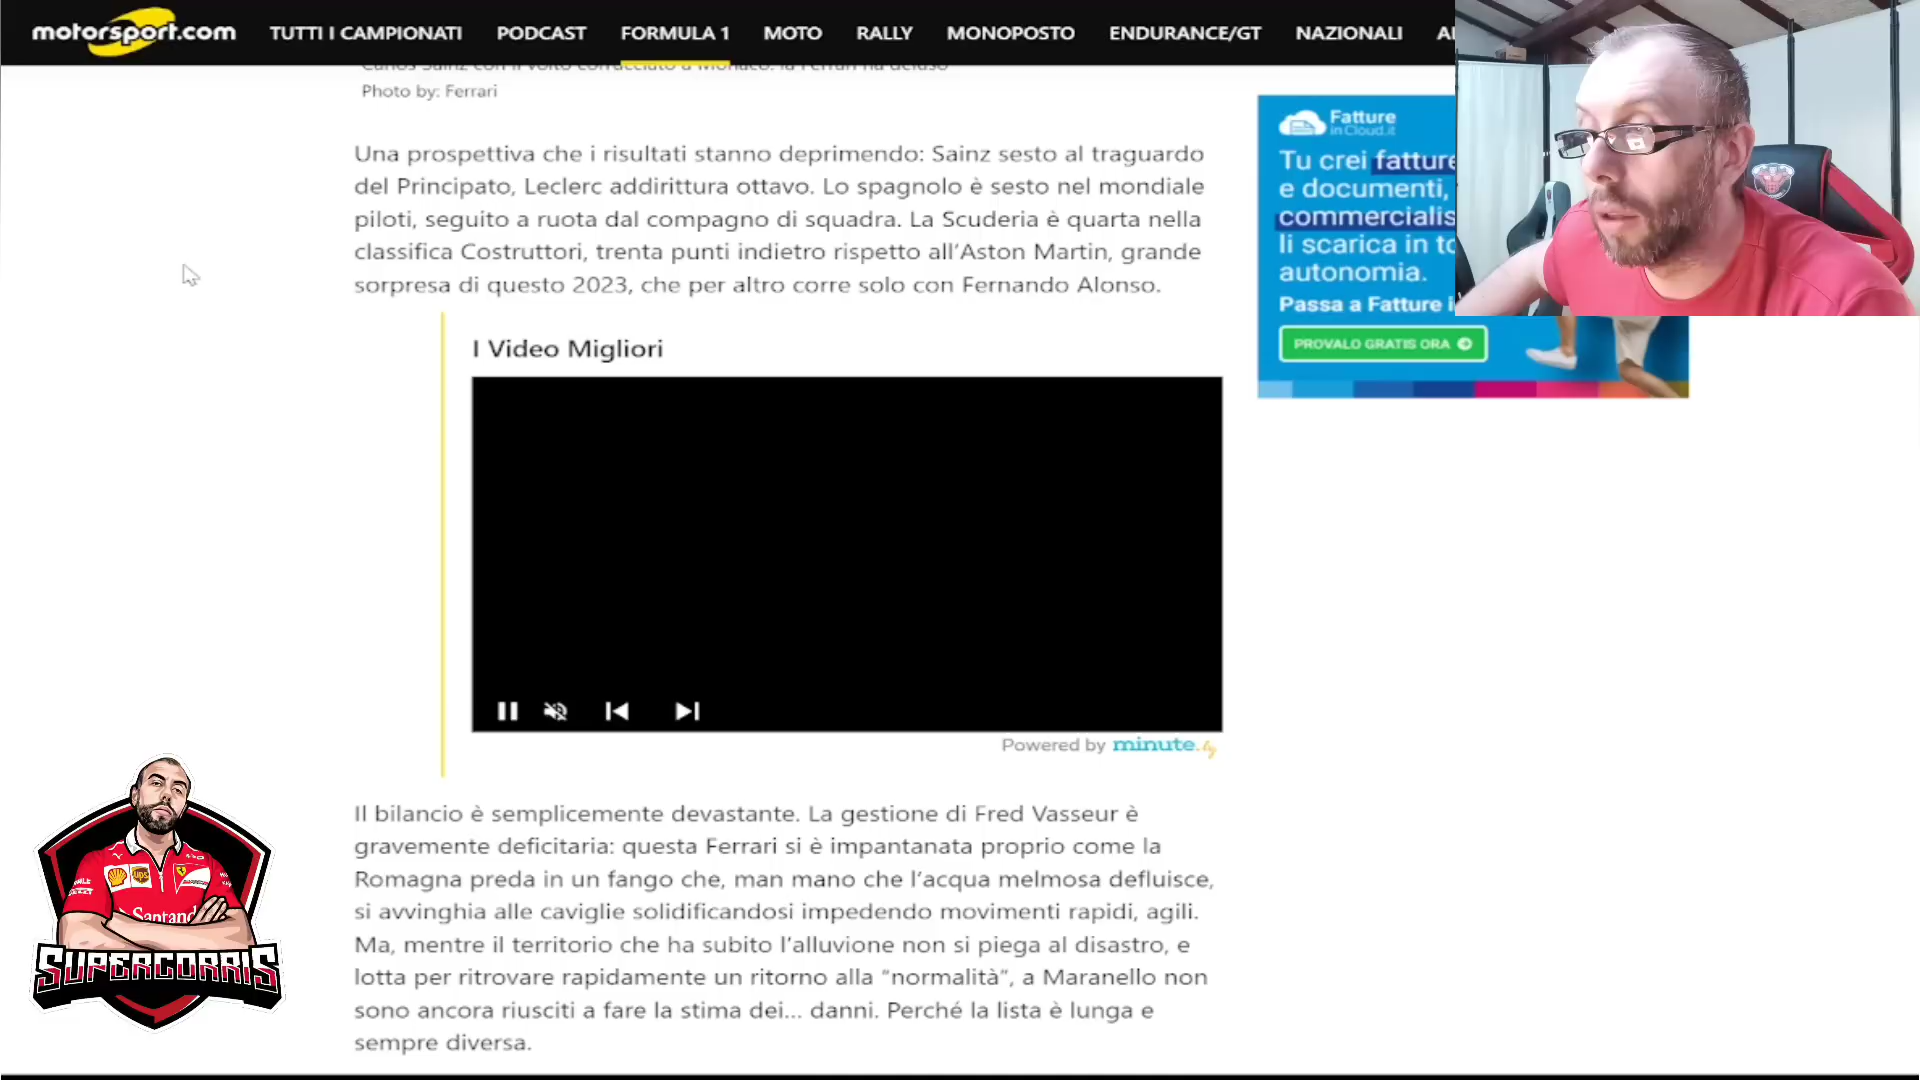 motorsport.com TUTTI I CAMPIONATI PODCAST FORMULA 1 MOTO RALLY MONOPOSTO ENDURANCE/GT NAZIONALI
Photo by: Ferrari
Una prospettiva che i risultati stanno deprimendo: Sainz sesto al traguardo
del Principato, Leclerc addirittura ottavo. Lo spagnolo è sesto nel mondiale
piloti, seguito a ruota dal compagno di squadra. La Scuderia è quarta nella
classifica Costruttori, trenta punti indietro rispetto all'Aston Martin, grande
sorpresa di questo 2023, che per altro corre solo con Fernando Alonso.
Fatture
in Cloud.it
Tu crei fatture
e documenti,
commercialis
li scarica in to
autonomia.
Passa a Fatture i
PROVALO GRATIS ORA
I Video Migliori
Powered by minute.ly
Il bilancio è semplicemente devastante. La gestione di Fred Vasseur è
gravemente deficitaria: questa Ferrari si è impantanata proprio come la
Romagna preda in un fango che, man mano che l'acqua melmosa defluisce,
si avvinghia alle caviglie solidificandosi impedendo movimenti rapidi, agili.
Ma, mentre il territorio che ha subito l'alluvione non si piega al disastro, e
lotta per ritrovare rapidamente un ritorno alla “normalità”, a Maranello non
sono ancora riusciti a fare la stima dei... danni. Perché la lista è lunga e
sempre diversa.
ups
Santand
SUPERCORRIS